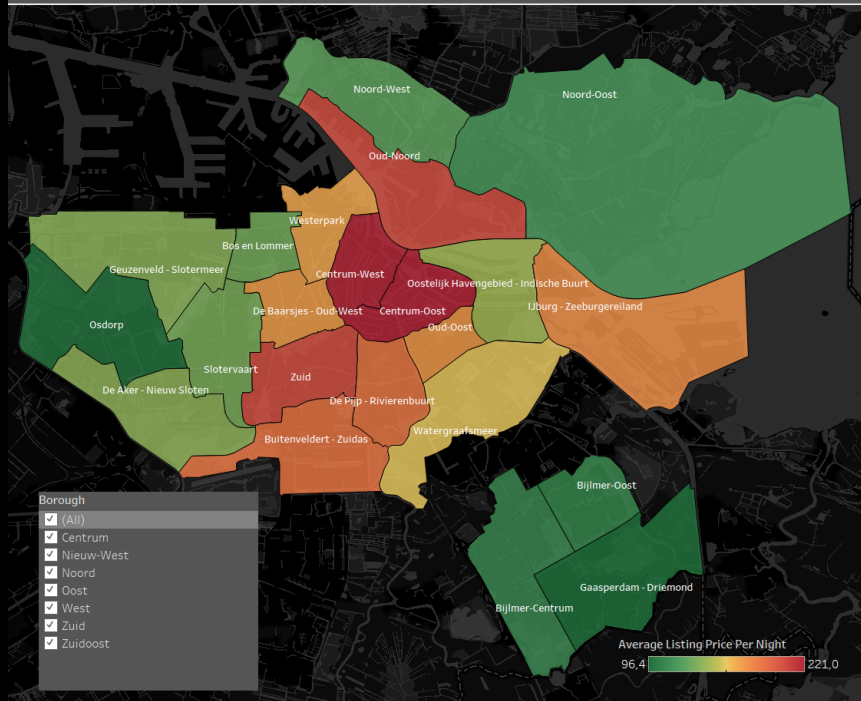 Noord-West
Noord-Oost
Oud-Noord
Westerpark
Bos en Lommer
Geuzenveld - Slotermeer
Centrum-West
Oostelijk Havengebied - Indische Buurt
IJburg - Zeeburgereiland
De Baarsjes - Oud-West
Centrum-Oost
Osdorp
Oud-Oost
Slotervaart
Zuid
De Aker - Nieuw Sloten
De Pijp - Rivierenbuurt
Watergraafsmeer
Buitenveldert - Zuidas
Bijlmer-Oost
Gaasperdam - Driemond
Bijlmer-Centrum
Borough
(All)
Centrum
Nieuw-West
Noord
Oost
West
Zuid
Zuidoost
Average Listing Price Per Night
96,4 221,0